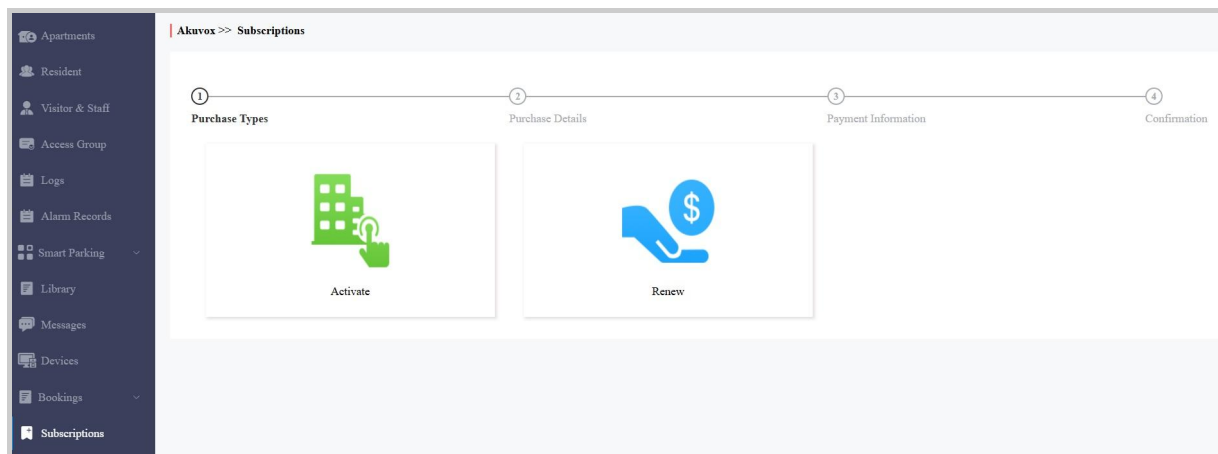 Apartments
Resident
Visitor & Staff
Access Group
Logs
Alarm Records
Smart Parking
Library
Messages
Devices
Bookings
Subscriptions
Akuvox >> Subscriptions
1 2 3 4
Purchase Types Purchase Details Payment Information Confirmation
$
Activate Renew